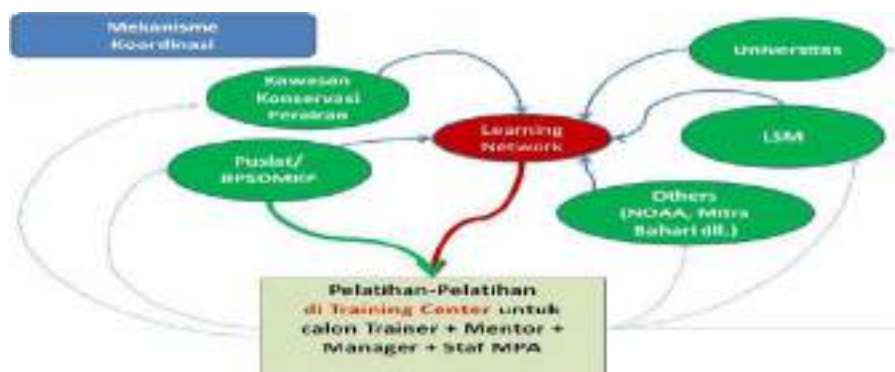 Mekanisme
Koordinasi
Kawasan
Konservasi
Perairan
Universitas
Learning
Network
LSM
Puslat/
BPSDMKP
Others
(NOAA, Mitra
Bahari dll.)
Pelatihan-Pelatihan
di Training Center untuk
calon Trainer + Mentor +
Manager + Staf MPA